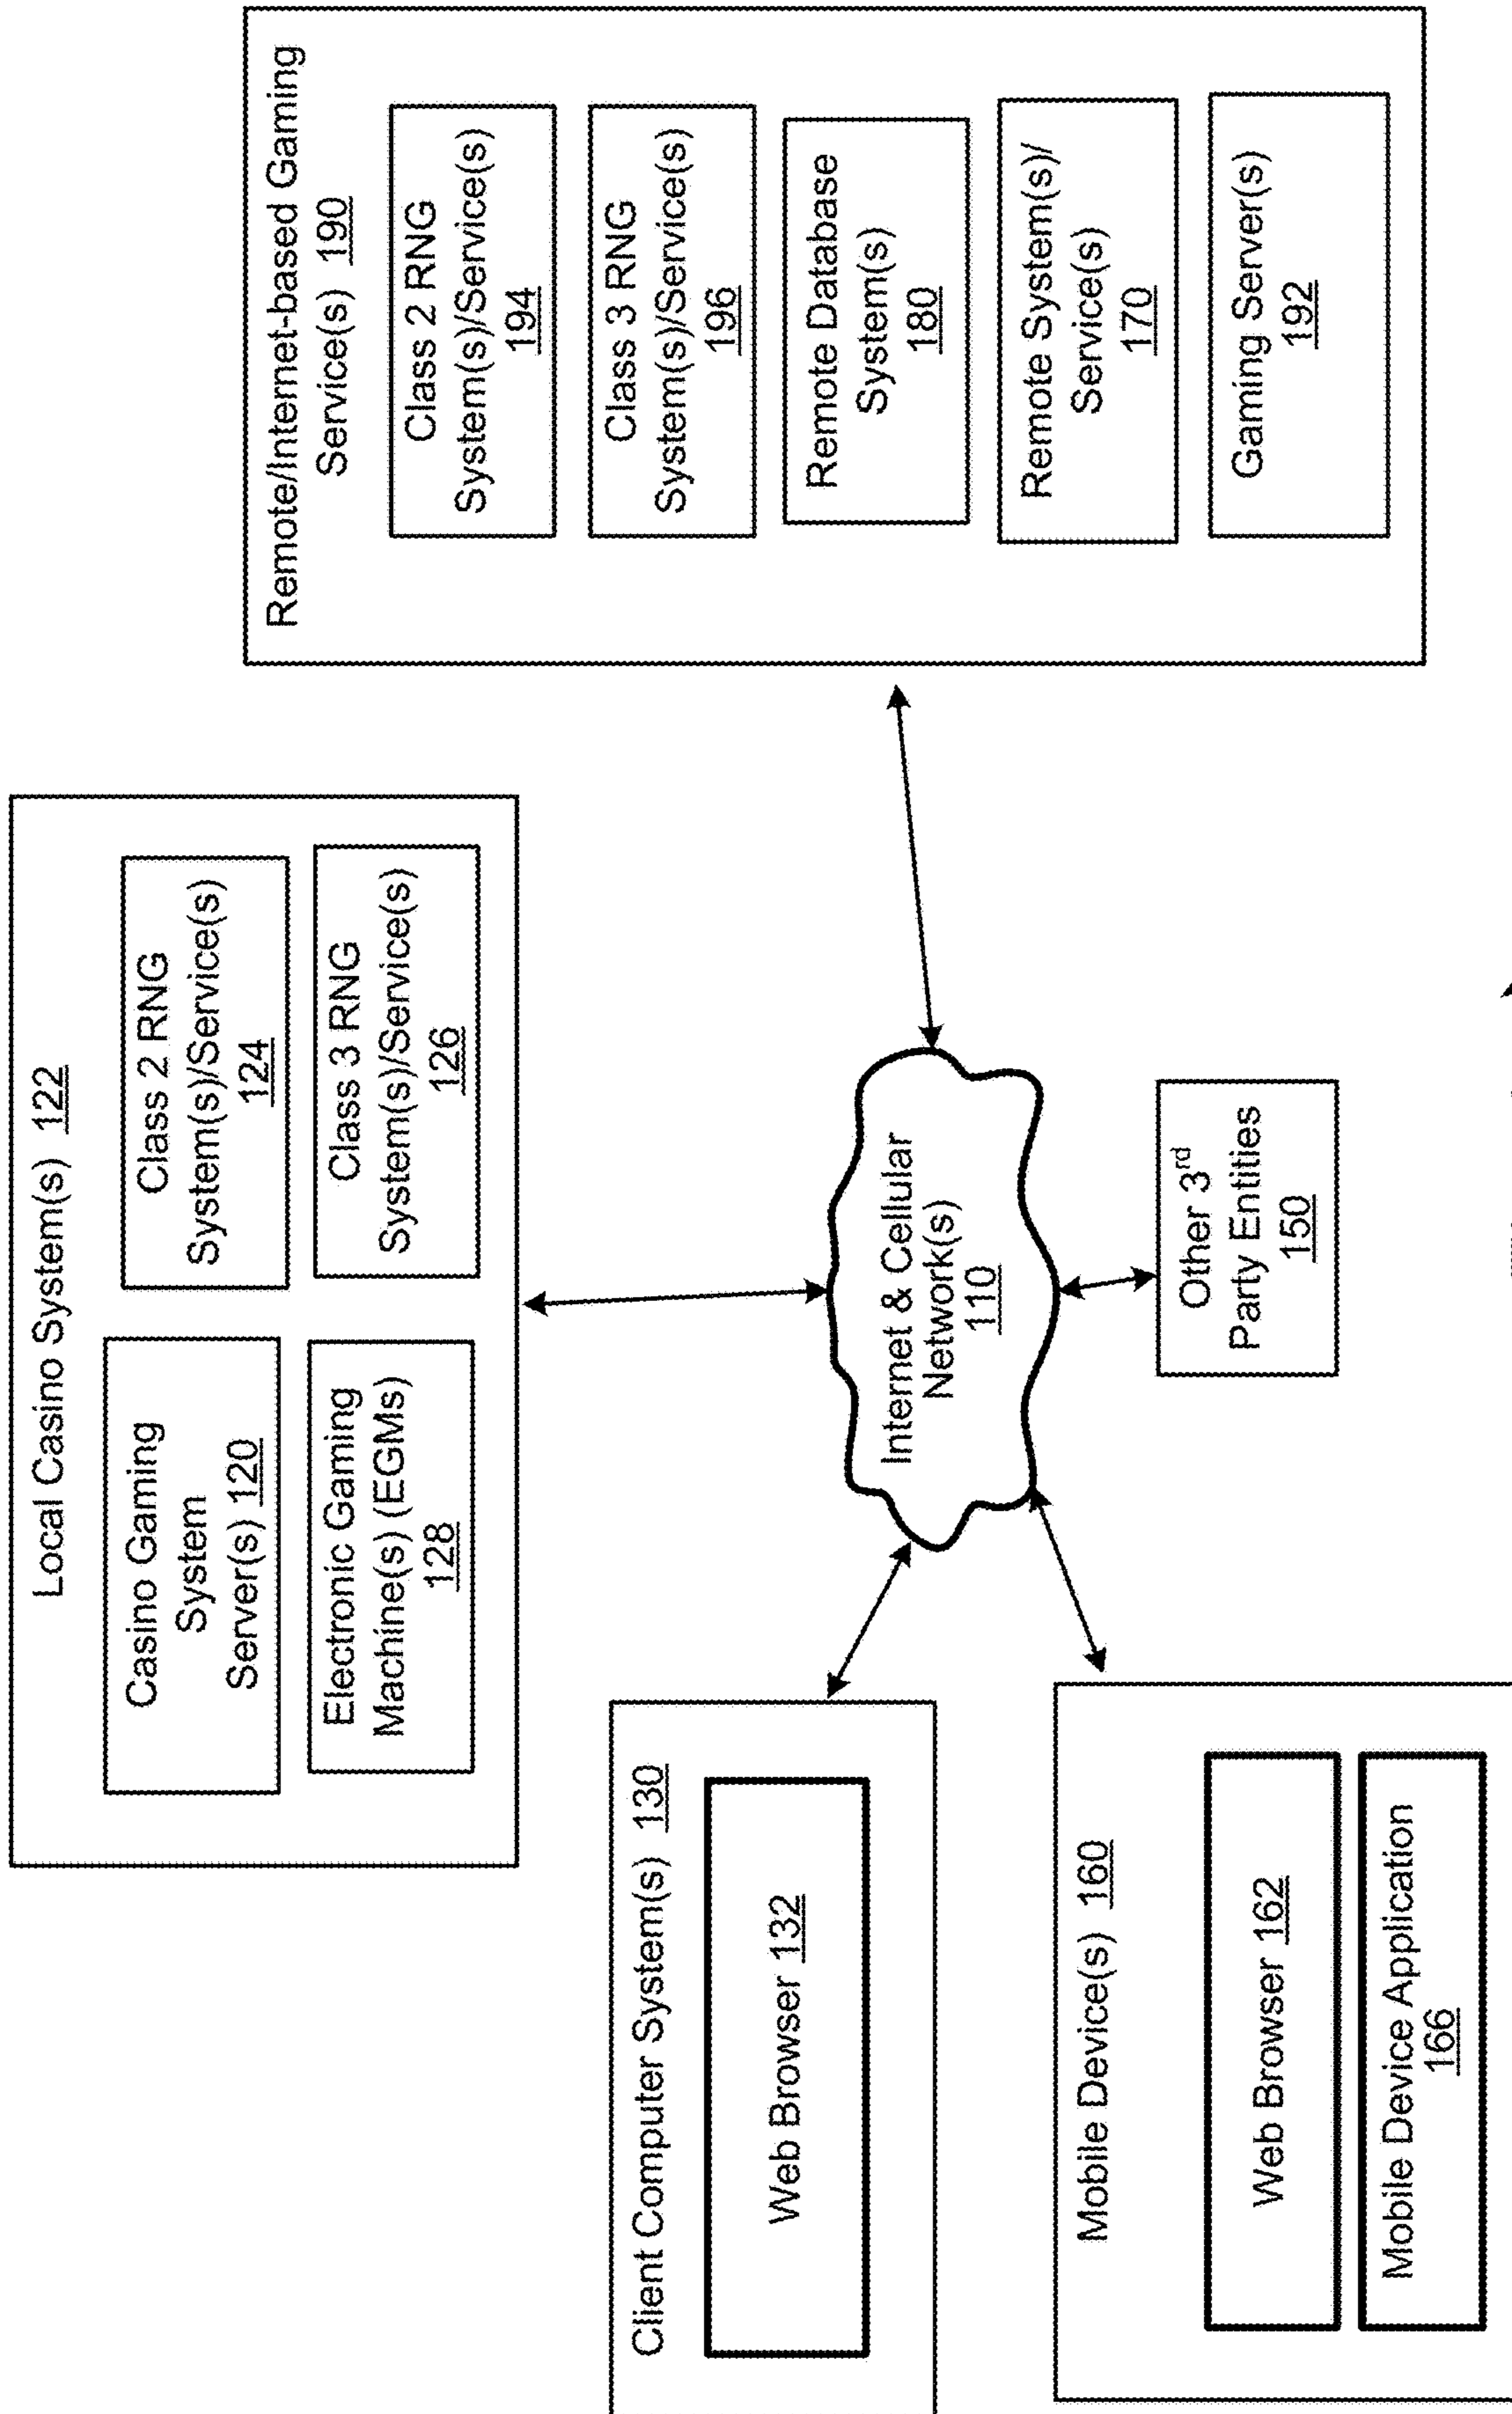 Local Casino System(s) 122
Casino Gaming
System
Server(s) 120
Class 2 RNG
System(s)/Service(s)
124
Electronic Gaming
Machine(s) (EGMs)
128
Class 3 RNG
System(s)/Service(s)
126
Remote/Internet-based Gaming
Service(s) 190
Class 2 RNG
System(s)/Service(s)
194
Class 3 RNG
System(s)/Service(s)
196
Remote Database
System(s)
180
Remote System(s)/
Service(s)
170
Gaming Server(s)
192
Client Computer System(s) 130
Web Browser 132
Internet & Cellular
Network(s)
110
Mobile Device(s) 160
Web Browser 162
Mobile Device Application
166
Other 3rd
Party Entities
150